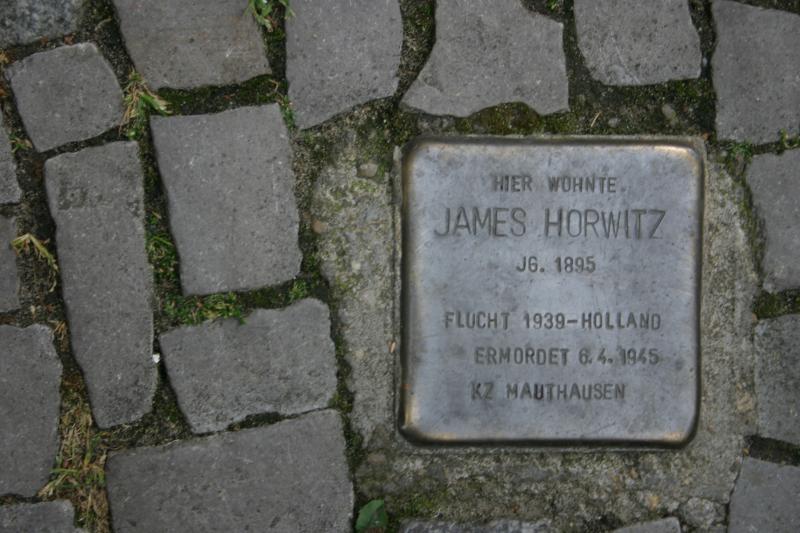 HIER WOHNTE
JAMES HORWITZ
JG. 1895
FLUCHT 1939-HOLLAND
ERMORDET 6.4.1945
KZ MAUTHAUSEN